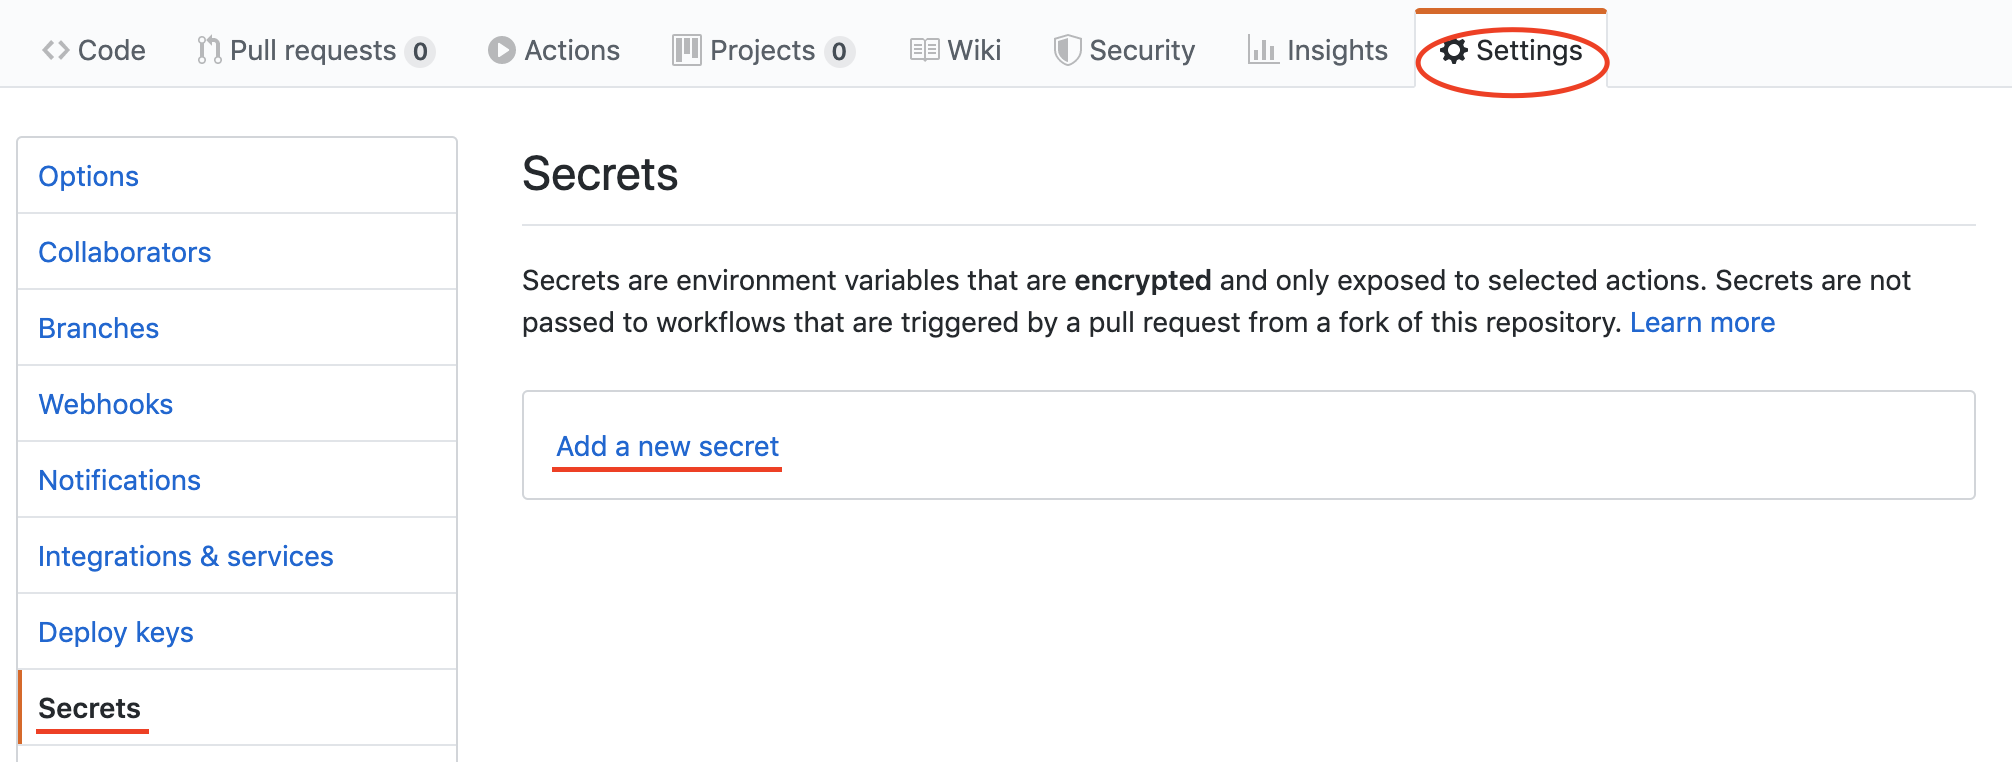 Code Pull requests 0 Actions Projects 0 Wiki Security Insights Settings
Options
Collaborators
Branches
Webhooks
Notifications
Integrations & services
Deploy keys
Secrets
Secrets
Secrets are environment variables that are encrypted and only exposed to selected actions. Secrets are not
passed to workflows that are triggered by a pull request from a fork of this repository. Learn more
Add a new secret